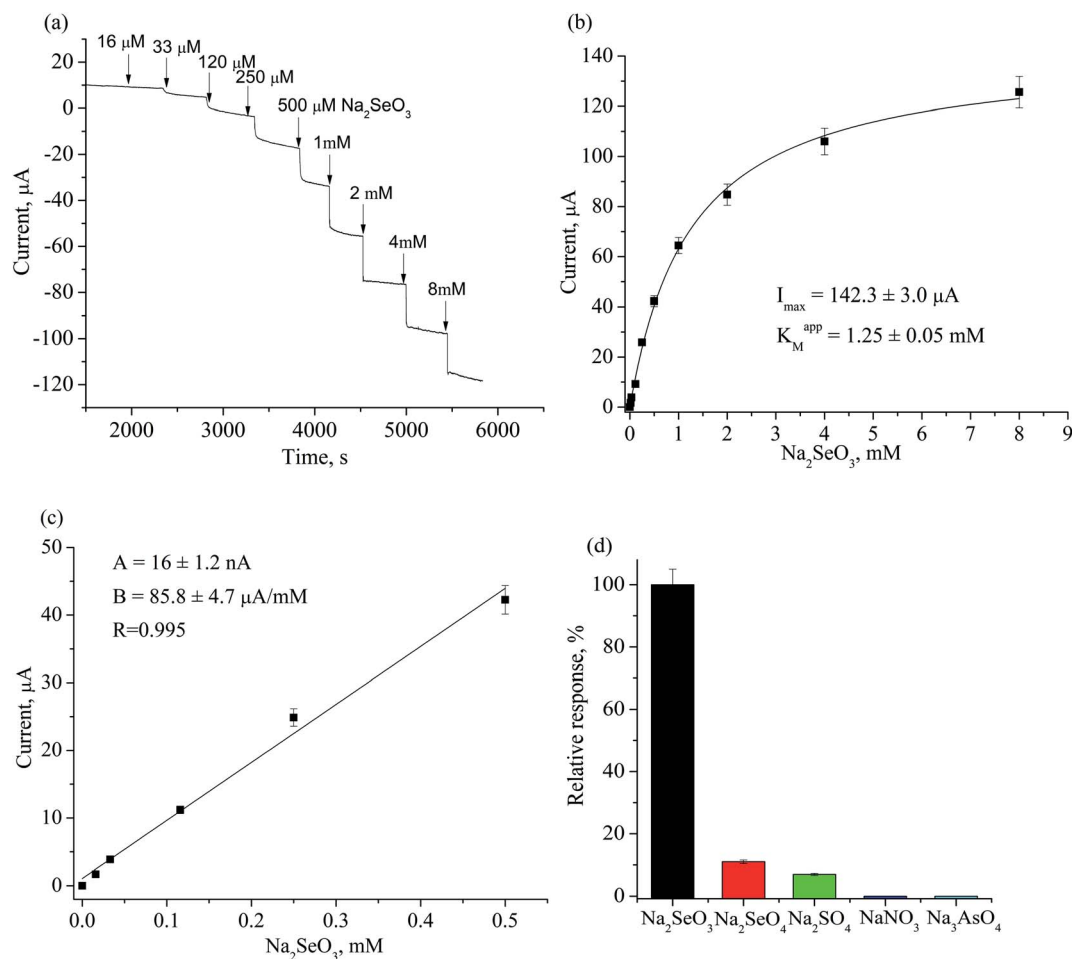 (a)
16 μM
33 μM
120 μM
250 μM
500 μM Na₂SeO₃
1mM
2 mM
4mM
8mM
20
0
-20
-40
-60
-80
-100
-120
Current, μA
2000
3000
4000
5000
6000
Time, s
(b)
140
120
100
80
60
40
20
0
Current, μA
Iₘₐₓ = 142.3 ± 3.0 μA
K_M^app = 1.25 ± 0.05 mM
0
1
2
3
4
5
6
7
8
9
Na₂SeO₃, mM
(c)
A = 16 ± 1.2 nA
B = 85.8 ± 4.7 μA/mM
R=0.995
50
40
30
20
10
0
Current, μA
0.0
0.1
0.2
0.3
0.4
0.5
Na₂SeO₃, mM
(d)
100
80
60
40
20
0
Relative response, %
Na₂SeO₃
Na₂SeO₄
Na₂SO₄
NaNO₃
Na₃AsO₄